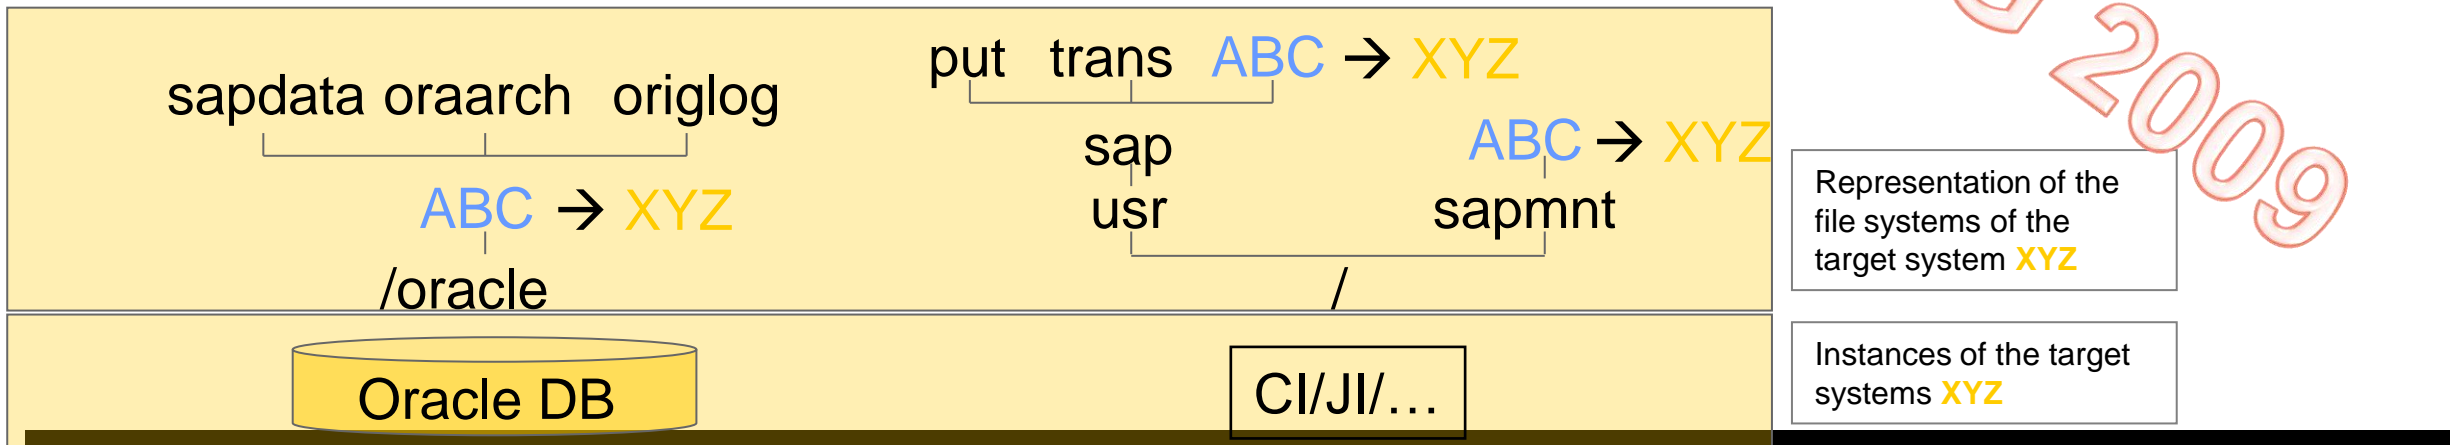 put trans ABC → XYZ
sapdata oraarch origlog
sap ABC → XYZ
ABC → XYZ usr sapmnt
/oracle /
Representation of the
file systems of the
target system XYZ
Oracle DB CI/JI/…
Instances of the target
systems XYZ
2009